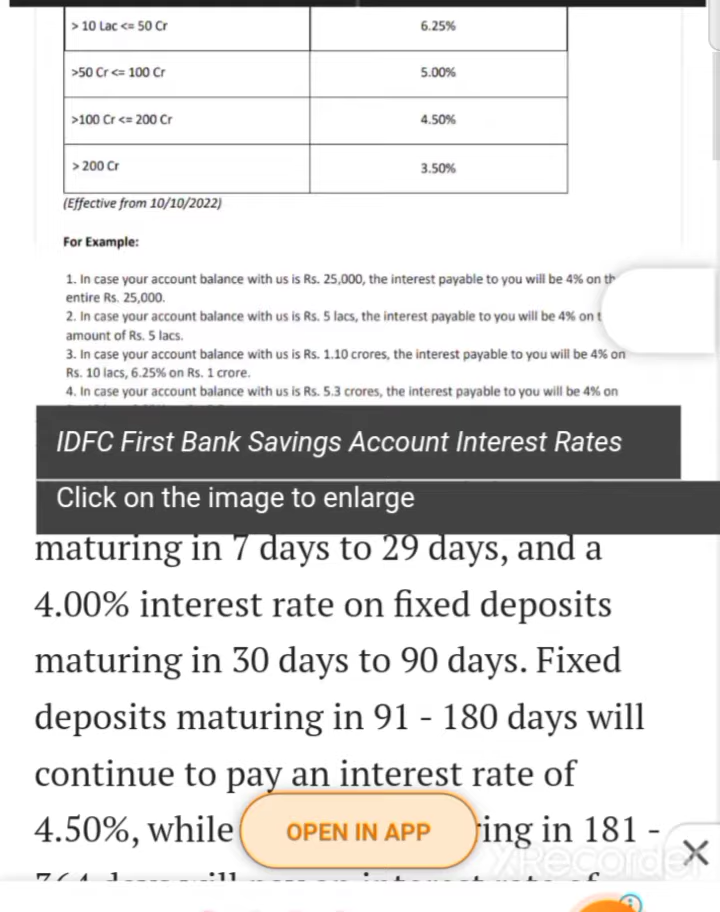 > 10 Lac <= 50 Cr 6.25%
>50 Cr <= 100 Cr 5.00%
>100 Cr <= 200 Cr 4.50%
> 200 Cr 3.50%
(Effective from 10/10/2022)
For Example:
1. In case your account balance with us is Rs. 25,000, the interest payable to you will be 4% on
entire Rs. 25,000.
2. In case your account balance with us is Rs. 5 lacs, the interest payable to you will be 4% on
amount of Rs. 5 lacs.
3. In case your account balance with us is Rs. 1.10 crores, the interest payable to you will be 4% on
Rs. 10 lacs, 6.25% on Rs. 1 crore.
4. In case your account balance with us is Rs. 5.3 crores, the interest payable to you will be 4% on
IDFC First Bank Savings Account Interest Rates
Click on the image to enlarge
maturing in 7 days to 29 days, and a
4.00% interest rate on fixed deposits
maturing in 30 days to 90 days. Fixed
deposits maturing in 91 - 180 days will
continue to pay an interest rate of
4.50%, while OPEN IN APP ing in 181 -
XRecorder